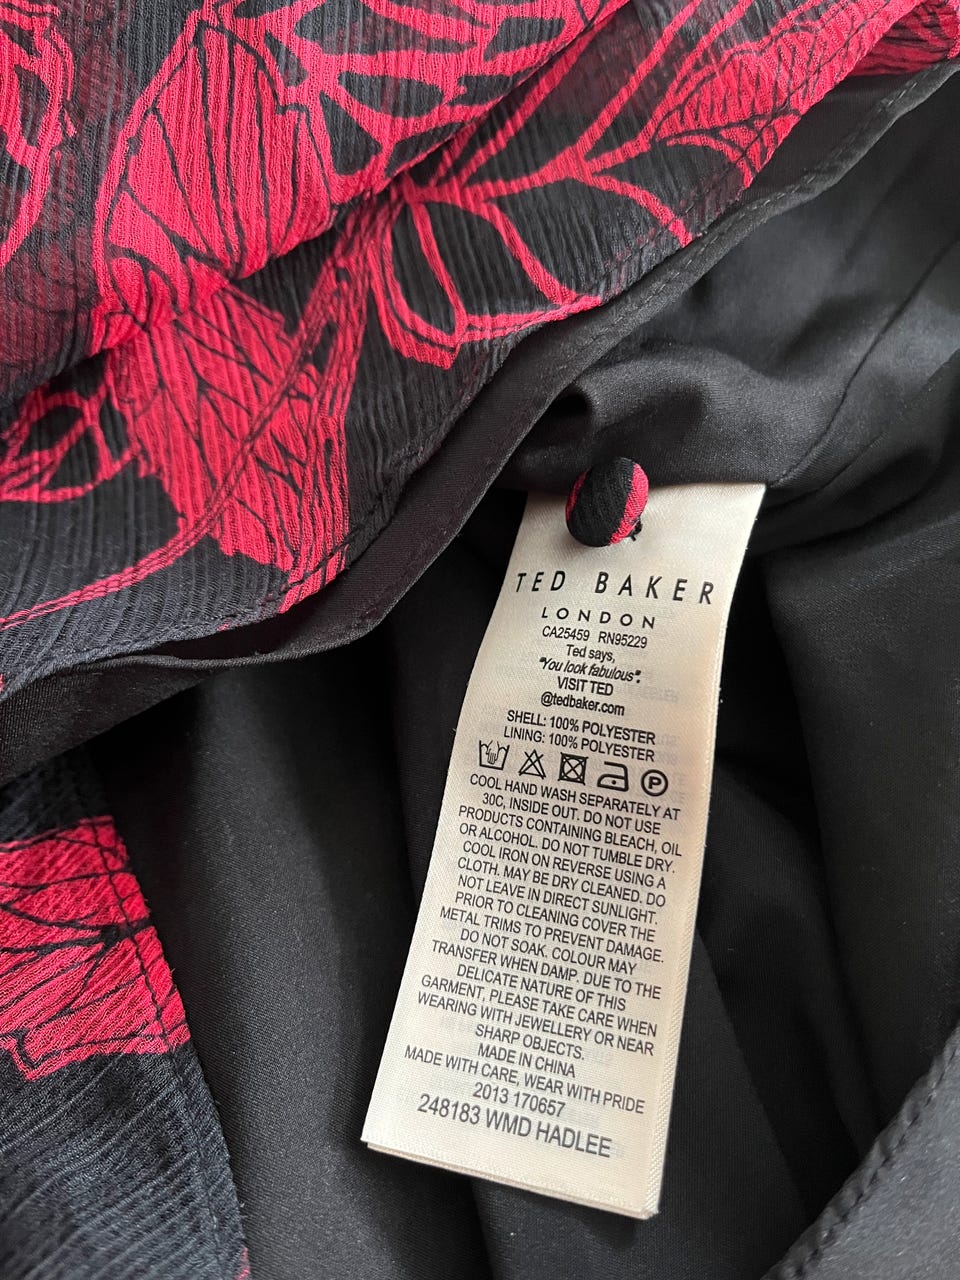 TED BAKER
LONDON
CA25459 RN95229
Ted says,
"You look fabulous".
VISIT TED
@tedbaker.com
SHELL: 100% POLYESTER
LINING: 100% POLYESTER
P
COOL HAND WASH SEPARATELY AT
30C, INSIDE OUT. DO NOT USE
PRODUCTS CONTAINING BLEACH, OIL
OR ALCOHOL. DO NOT TUMBLE DRY.
COOL IRON ON REVERSE USING A
CLOTH. MAY BE DRY CLEANED. DO
NOT LEAVE IN DIRECT SUNLIGHT.
PRIOR TO CLEANING COVER THE
METAL TRIMS TO PREVENT DAMAGE.
DO NOT SOAK. COLOUR MAY
TRANSFER WHEN DAMP. DUE TO THE
DELICATE NATURE OF THIS
GARMENT, PLEASE TAKE CARE WHEN
WEARING WITH JEWELLERY OR NEAR
SHARP OBJECTS.
MADE IN CHINA
MADE WITH CARE, WEAR WITH PRIDE
2013 170657
248183 WMD HADLEE